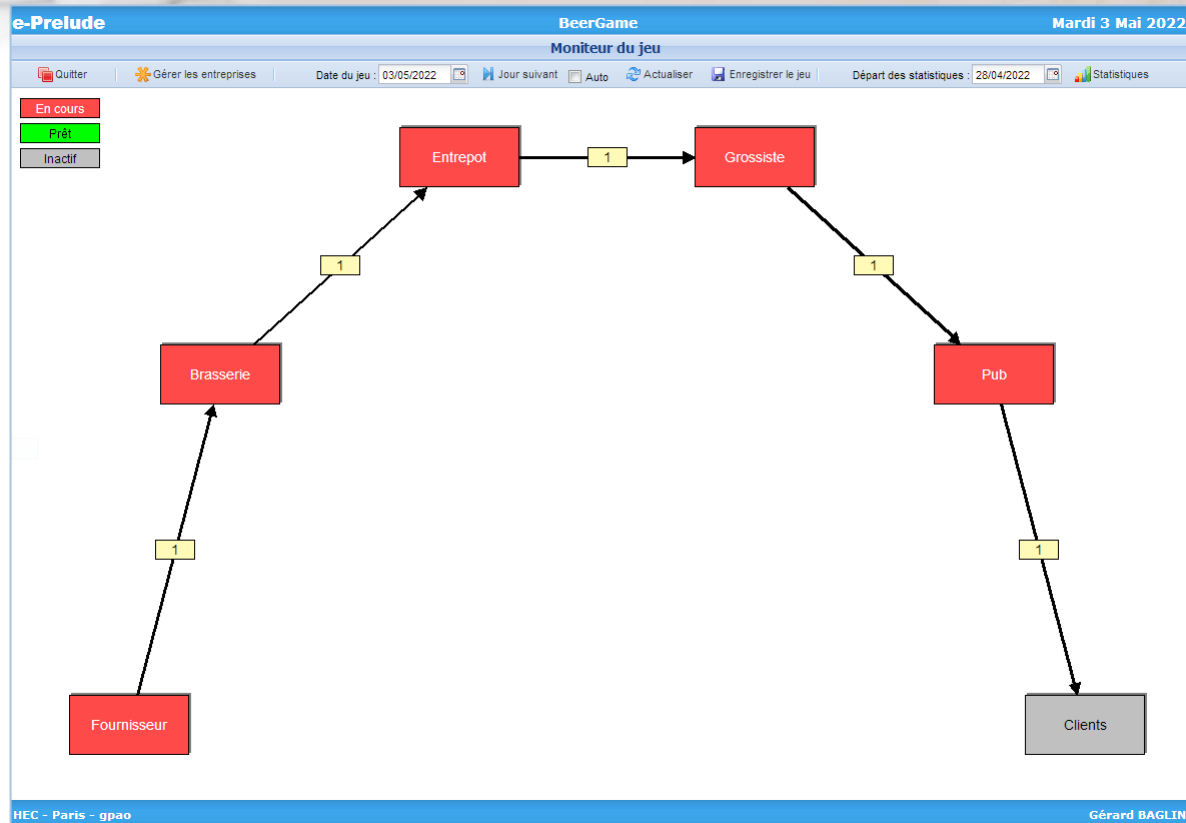 e-Prelude BeerGame Mardi 3 Mai 2022
Moniteur du jeu
Quitter Gérer les entreprises Date du jeu : 03/05/2022 Jour suivant Auto Actualiser Enregistrer le jeu Départ des statistiques : 28/04/2022 Statistiques
En cours
Prêt
Inactif
Entrepot 1 Grossiste
1 1
Brasserie Pub
1 1
Fournisseur Clients
HEC - Paris - gpao Gérard BAGLIN